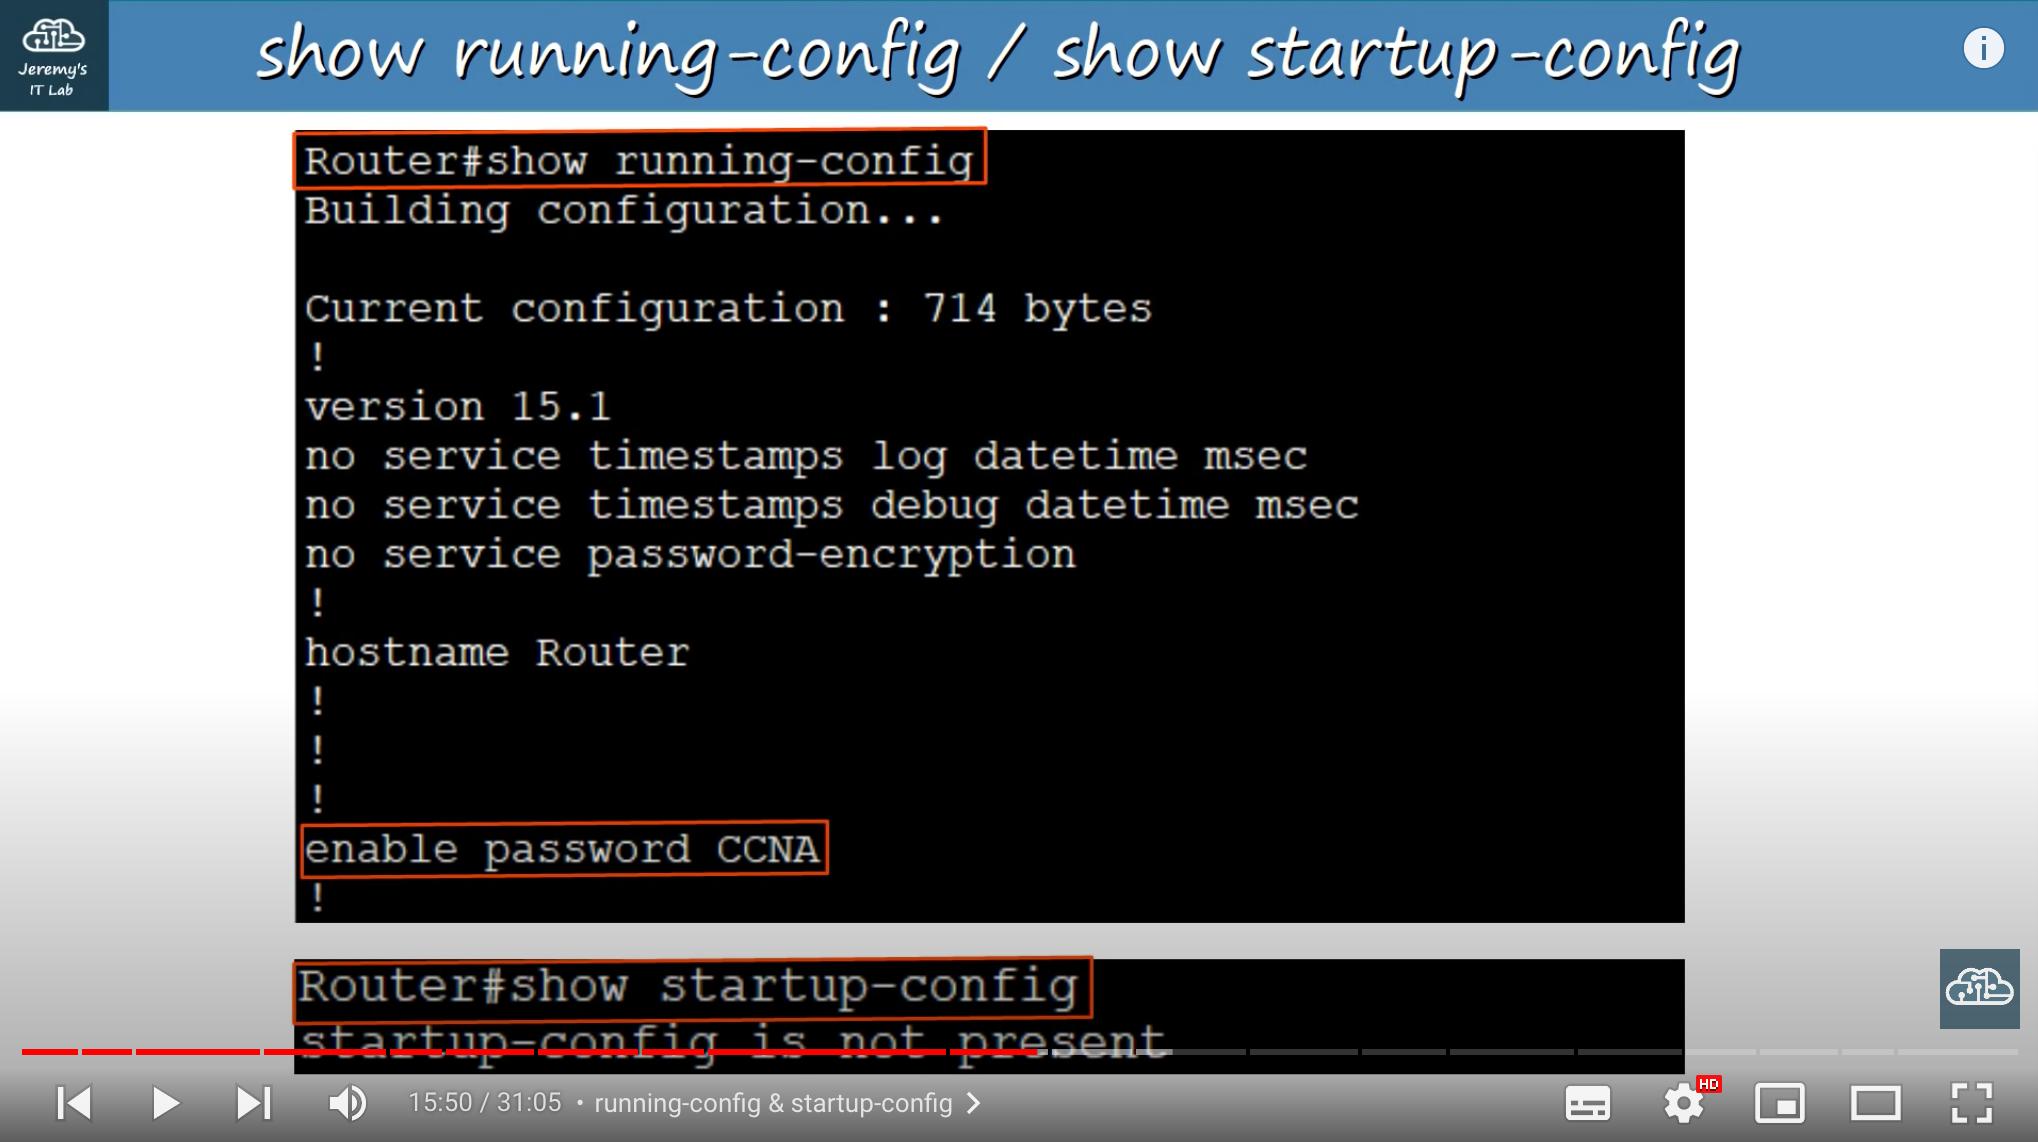 Jeremy's
IT Lab
show running-config / show startup-config
i
Router#show running-config
Building configuration...
Current configuration : 714 bytes
!
version 15.1
no service timestamps log datetime msec
no service timestamps debug datetime msec
no service password-encryption
!
hostname Router
!
!
!
enable password CCNA
!
Router#show startup-config
startup-config is not present
15:50 / 31:05 • running-config & startup-config
HD